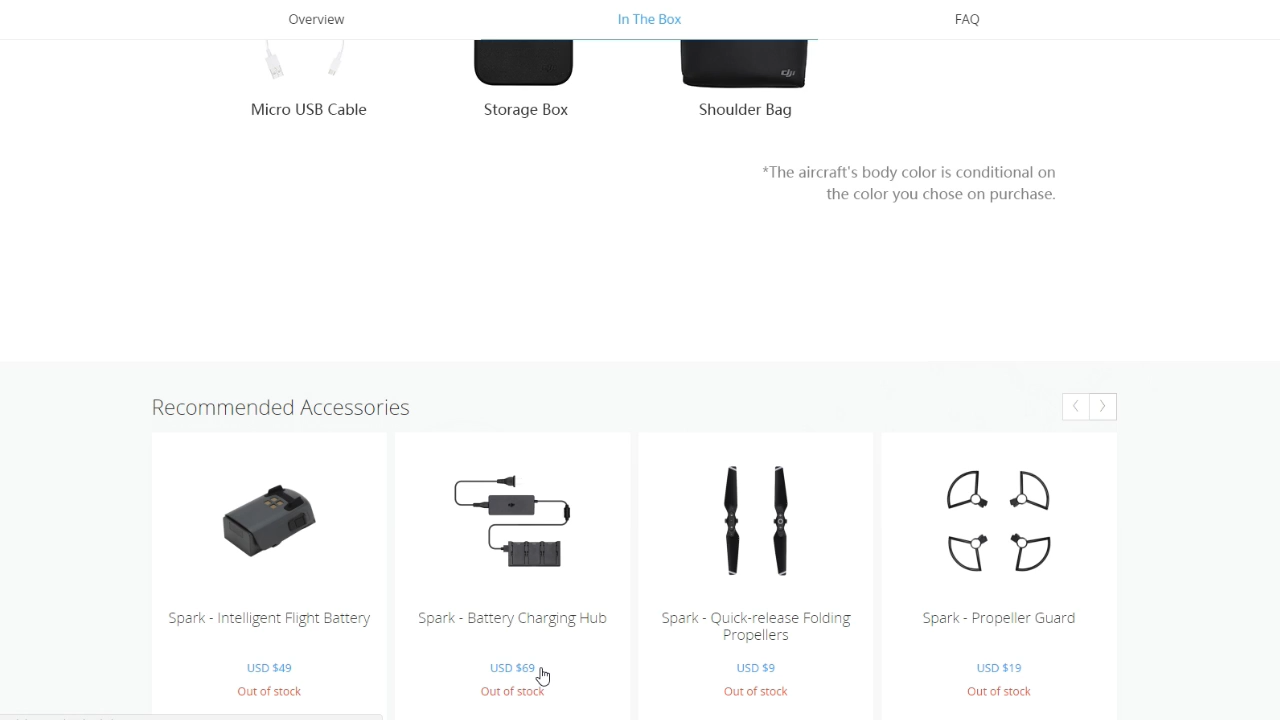 Overview
In The Box
FAQ
dji
Micro USB Cable
Storage Box
Shoulder Bag
*The aircraft's body color is conditional on
the color you chose on purchase.
Recommended Accessories
Spark - Intelligent Flight Battery
Spark - Battery Charging Hub
Spark - Quick-release Folding
Propellers
Spark - Propeller Guard
USD $49
USD $69
USD $9
USD $19
Out of stock
Out of stock
Out of stock
Out of stock